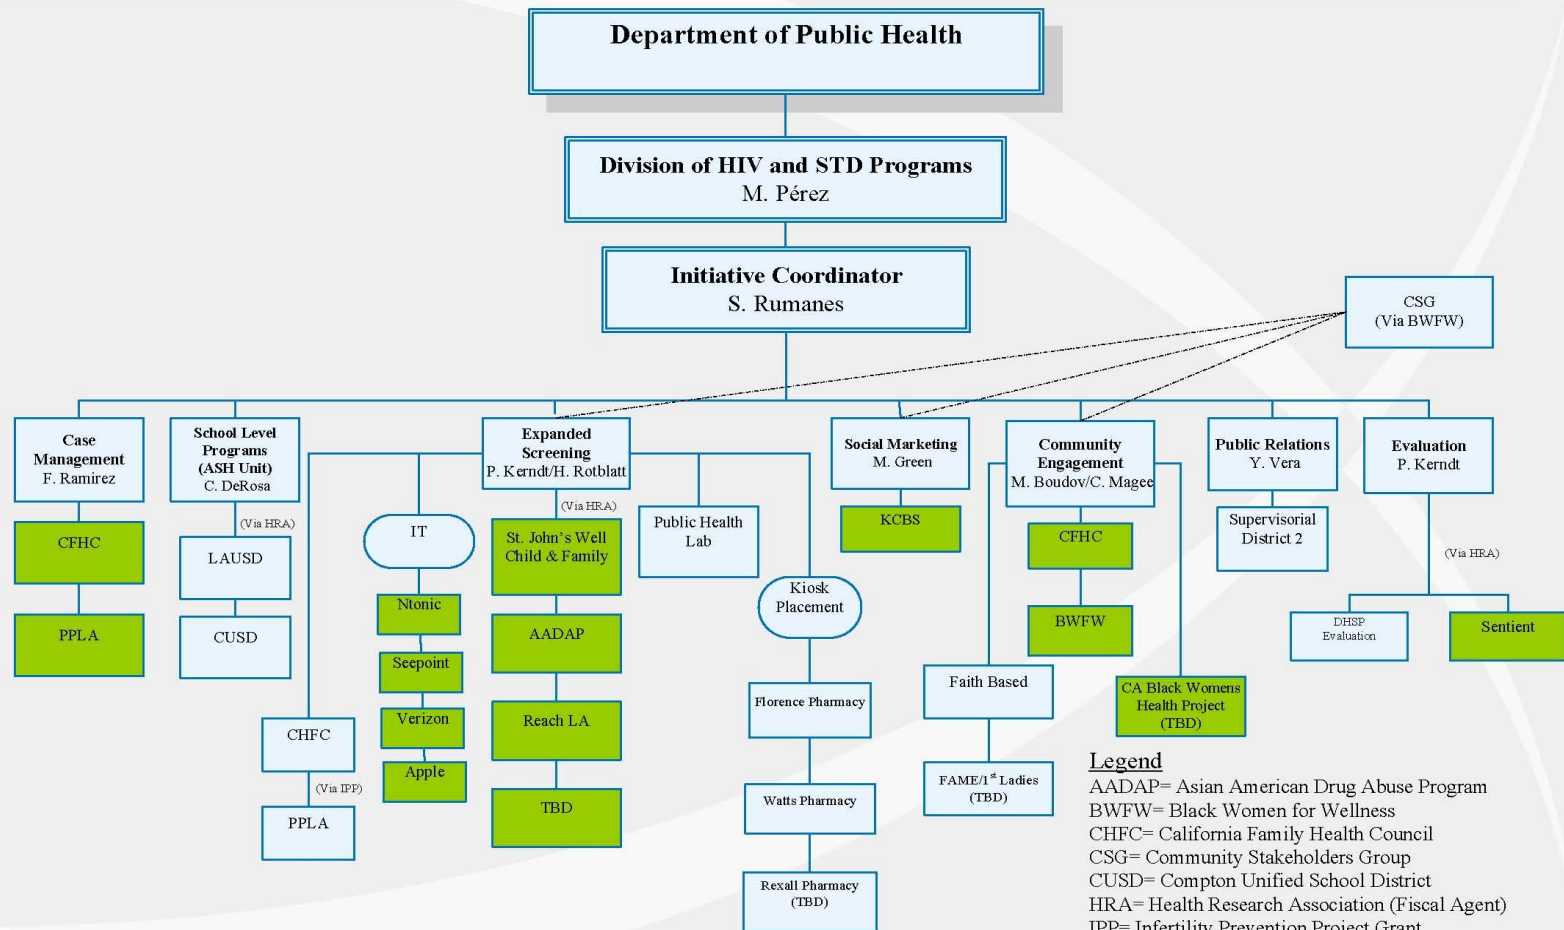 Department of Public Health
Division of HIV and STD Programs
M. Pérez
Initiative Coordinator
S. Rumanes
CSG
(Via BWFW)
Case
Management
F. Ramirez
CFHC
PPLA
School Level
Programs
(ASH Unit)
C. DeRosa
(Via HRA)
LAUSD
CUSD
Expanded
Screening
P. Kerndt/H. Rotblatt
CHFC
(Via IPP)
PPLA
IT
Ntonic
Seepoint
Verizon
Apple
(Via HRA)
St. John's Well
Child & Family
AADAP
Reach LA
TBD
Public Health
Lab
Kiosk
Placement
Florence Pharmacy
Watts Pharmacy
Rexall Pharmacy
(TBD)
Social Marketing
M. Green
KCBS
Community
Engagement
M. Boudov/C. Magee
CFHC
BWFW
Faith Based
FAME/1st Ladies
(TBD)
CA Black Womens
Health Project
(TBD)
Public Relations
Y. Vera
Supervisorial
District 2
Evaluation
P. Kerndt
(Via HRA)
DHSP
Evaluation
Sentient
Legend
AADAP= Asian American Drug Abuse Program
BWFW= Black Women for Wellness
CHFC= California Family Health Council
CSG= Community Stakeholders Group
CUSD= Compton Unified School District
HRA= Health Research Association (Fiscal Agent)
IPP= Infertility Prevention Project Grant